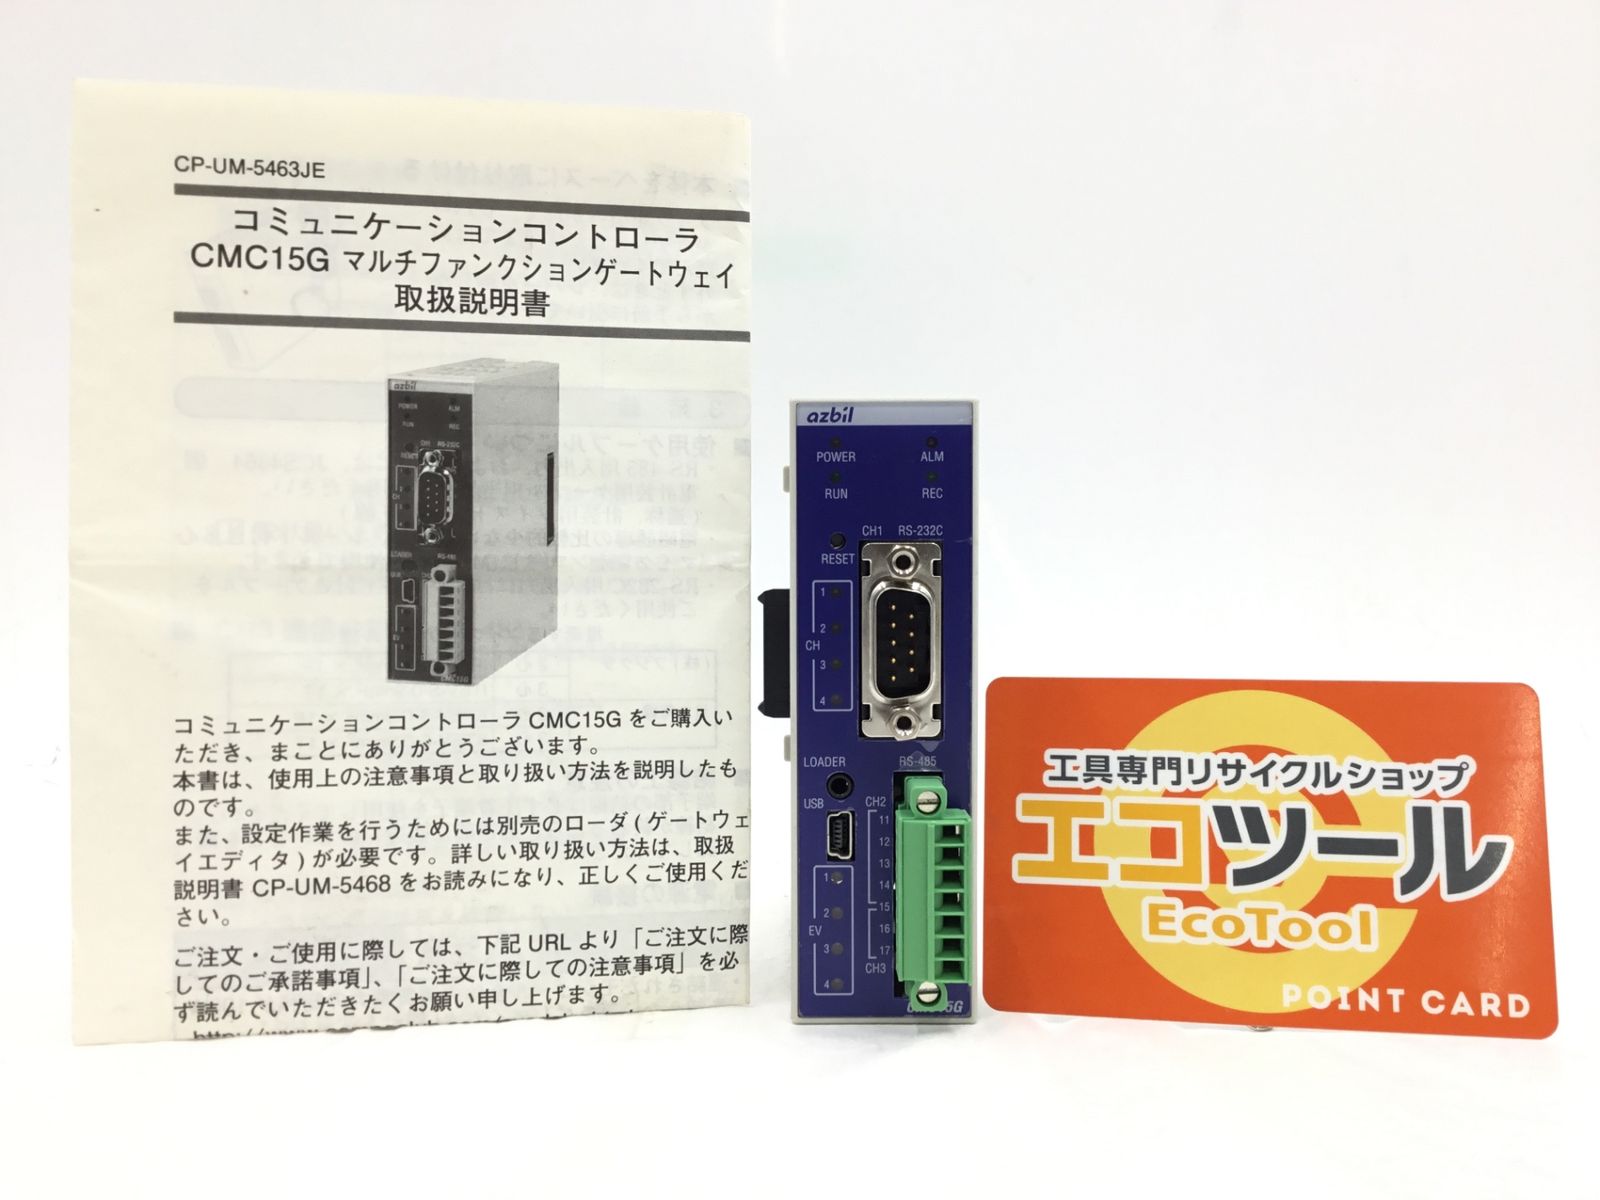 CP-UM-5463JE
コミュニケーションコントローラ
CMC15G マルチファンクションゲートウェイ
取扱説明書
azbil
POWER
ALM
RUN
REC
CH1 RS-232C
RESET
CH
LOADER
RS-485
EV
CMC15G
コミュニケーションコントローラ CMC15G をご購入い
ただき、まことにありがとうございます。
本書は、使用上の注意事項と取り扱い方法を説明したも
のです。
また、設定作業を行うためには別売のローダ ( ゲートウェ
イエディタ ) が必要です。詳しい取り扱い方法は、取扱
説明書 CP-UM-5468 をお読みになり、正しくご使用くだ
さい。
ご注文・ご使用に際しては、下記 URL より「ご注文に際
してのご承諾事項」、「ご注文に際しての注意事項」を必
ず読んでいただきたくお願い申し上げます。
azbil
POWER
ALM
RUN
REC
CH1 RS-232C
RESET
1
2
CH
3
4
LOADER
RS-485
USB
CH2
11
12
13
14
15
16
17
CH3
1
2
EV
3
4
CMC15G
工具専門リサイクルショップ
エコツール
EcoTool
POINT CARD